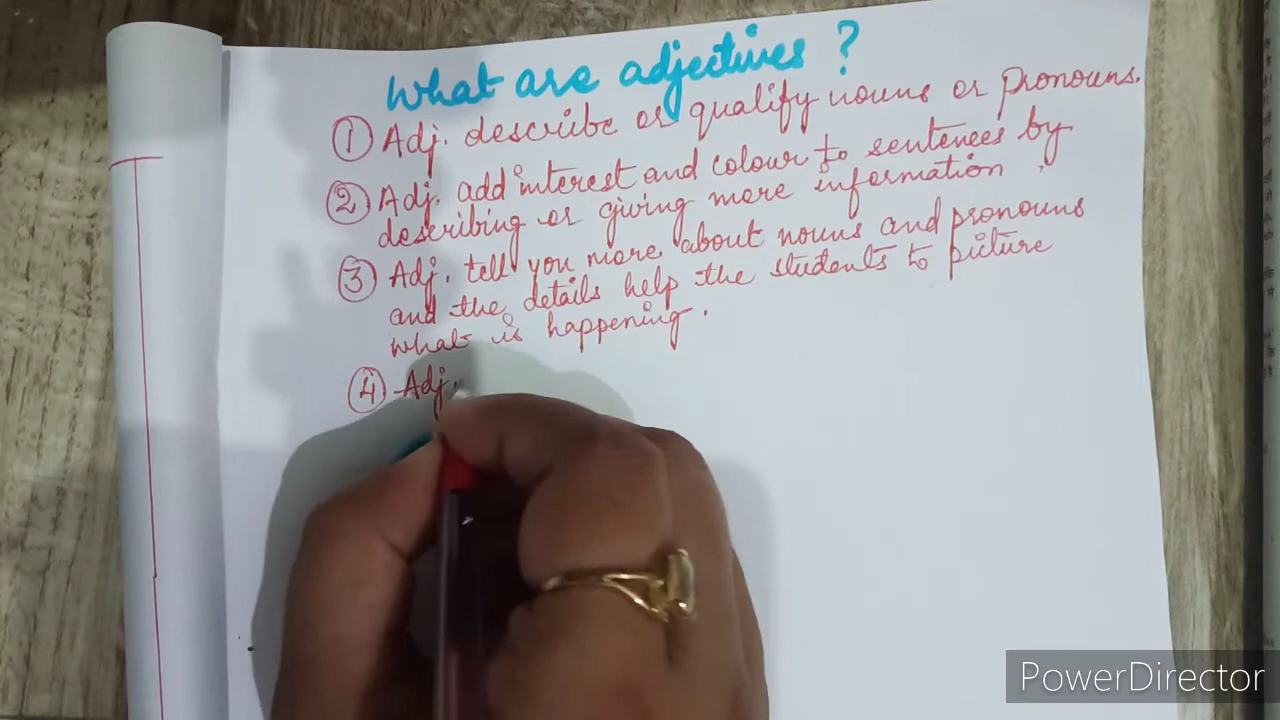 What are adjectives ?
① Adj. describe or qualify nouns or pronouns.
② Adj. add interest and colour to sentences by
describing or giving more information .
③ Adj. tell you more about nouns and pronouns
and the details help the students to picture
what is happening.
④ Adj.
PowerDirector